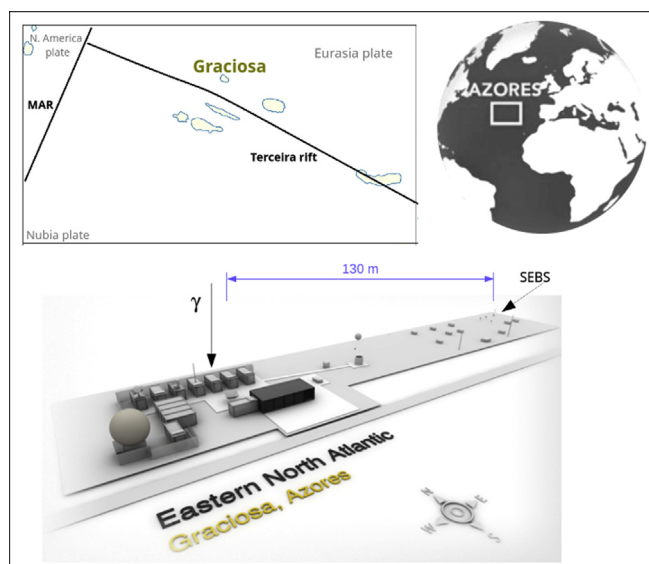 N. America
plate
Eurasia plate
Graciosa
MAR
Terceira rift
Nubia plate
AZORES
130 m
SEBS
γ
Eastern North Atlantic
Graciosa, Azores
N
E
W
S